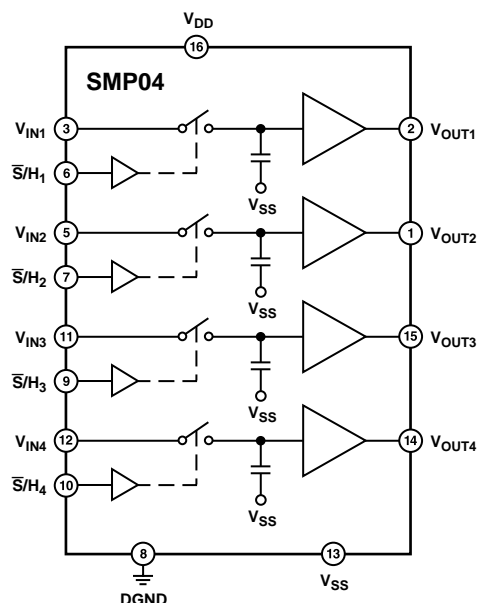 VDD
16
SMP04
VIN1 3 2 VOUT1
S̅/H1 6
VSS
VIN2 5 1 VOUT2
S̅/H2 7
VSS
VIN3 11 15 VOUT3
S̅/H3 9
VSS
VIN4 12 14 VOUT4
S̅/H4 10
VSS
8 13
DGND VSS